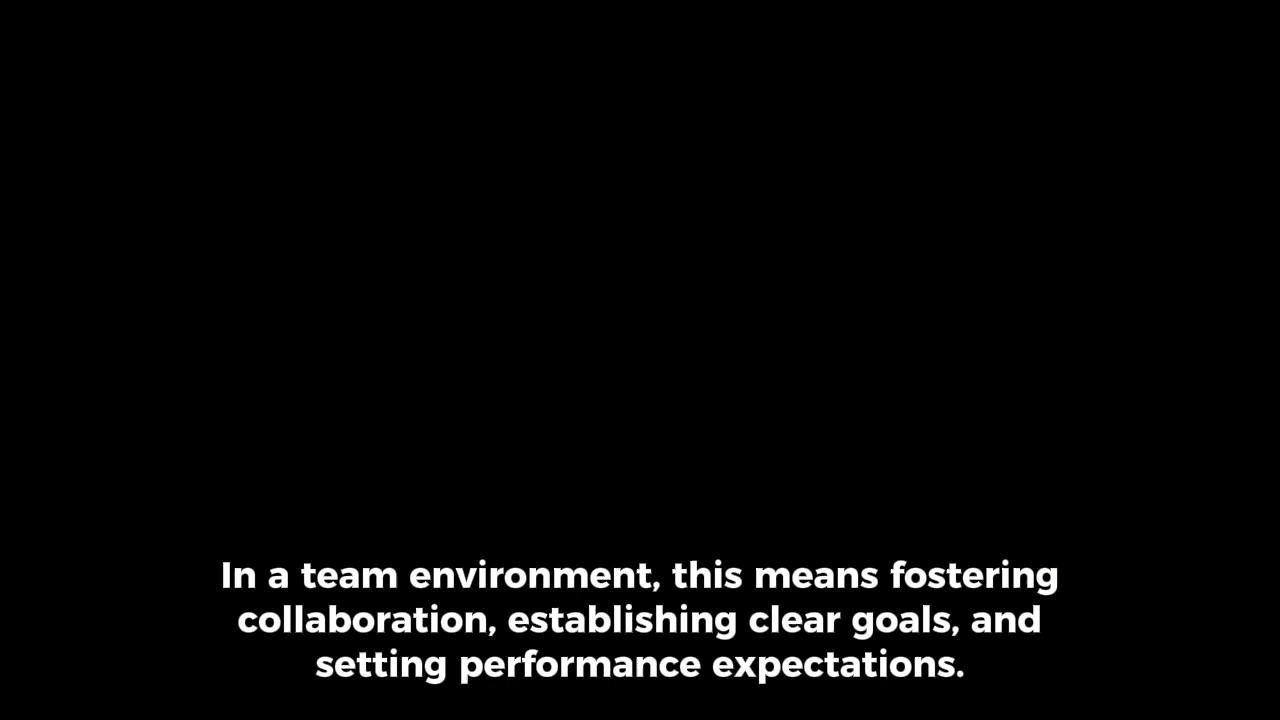 In a team environment, this means fostering
collaboration, establishing clear goals, and
setting performance expectations.